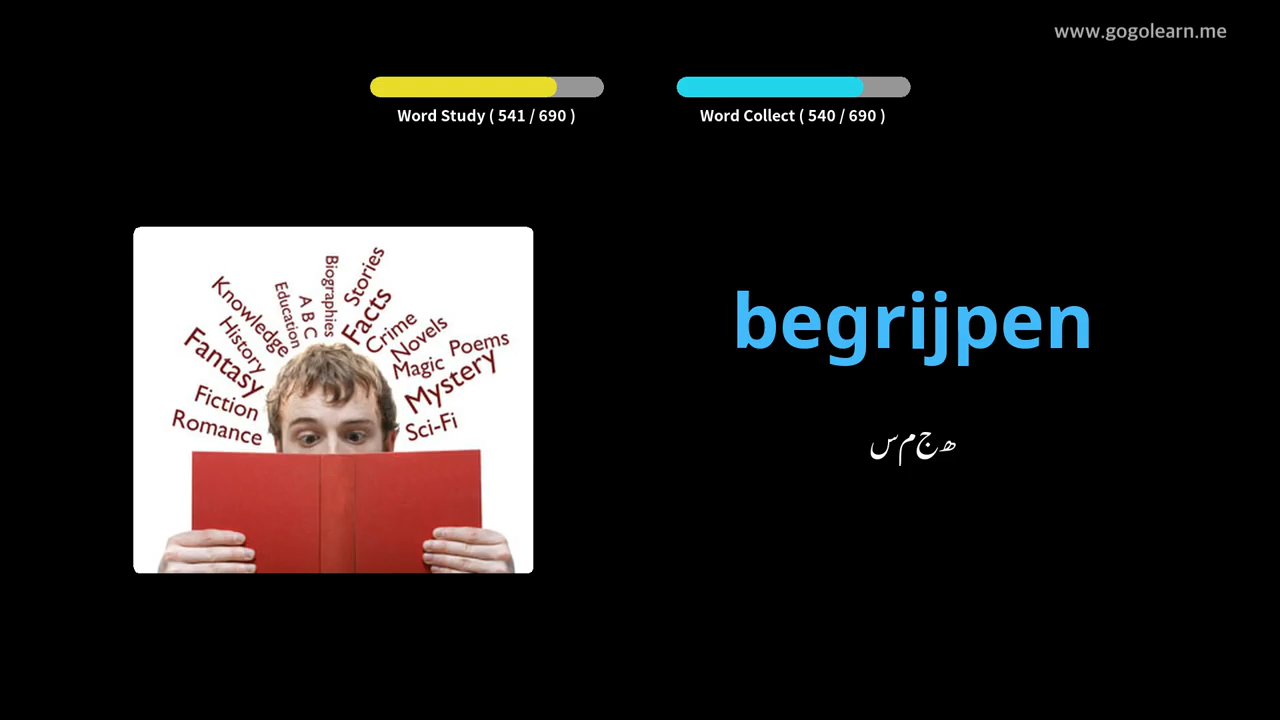 www.gogolearn.me
Word Study ( 541 / 690 )
Word Collect ( 540 / 690 )
Biographies
Stories
Education
A B C
Facts
Knowledge
Crime
History
Novels
Poems
Fantasy
Magic
Mystery
Fiction
Sci-Fi
Romance
begrijpen
سمجھ